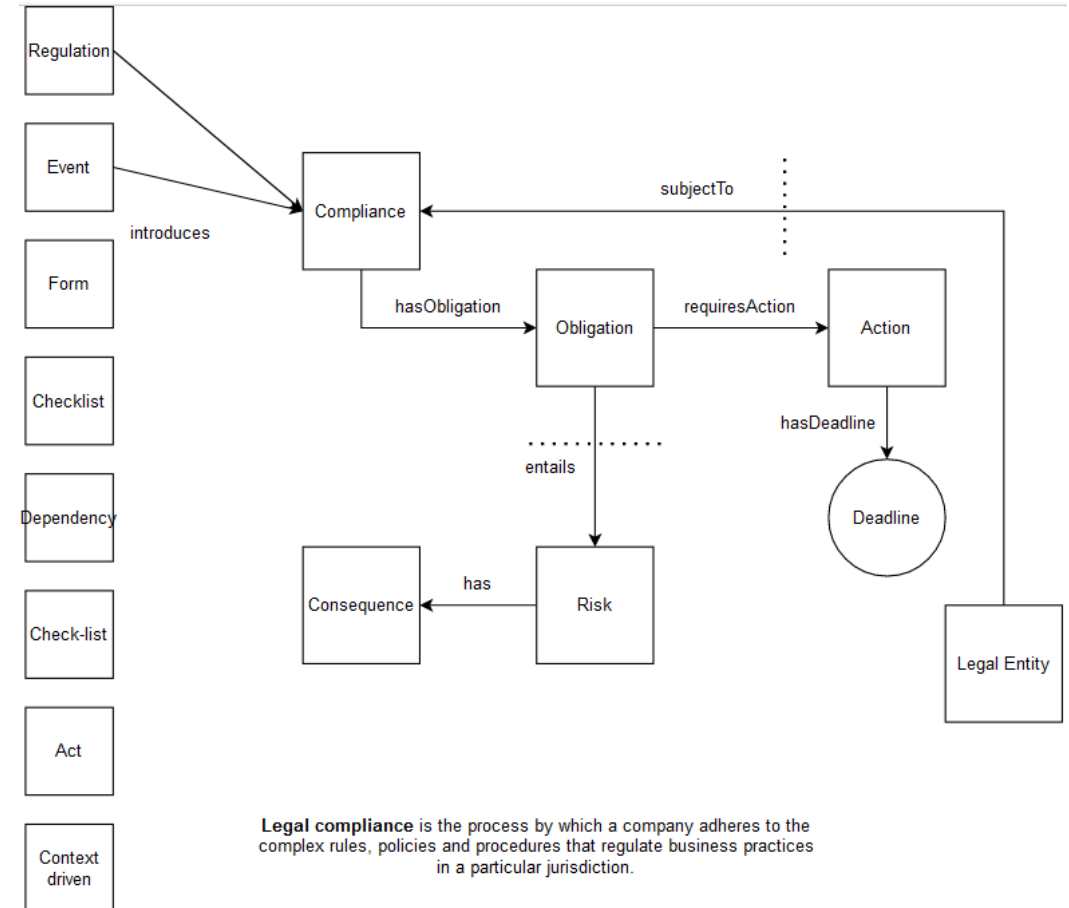 Regulation
Event
introduces
Form
Checklist
Dependency
Check-list
Act
Context
driven
Compliance
subjectTo
hasObligation
Obligation
requiresAction
Action
hasDeadline
Deadline
entails
Consequence
has
Risk
Legal Entity
Legal compliance is the process by which a company adheres to the
complex rules, policies and procedures that regulate business practices
in a particular jurisdiction.